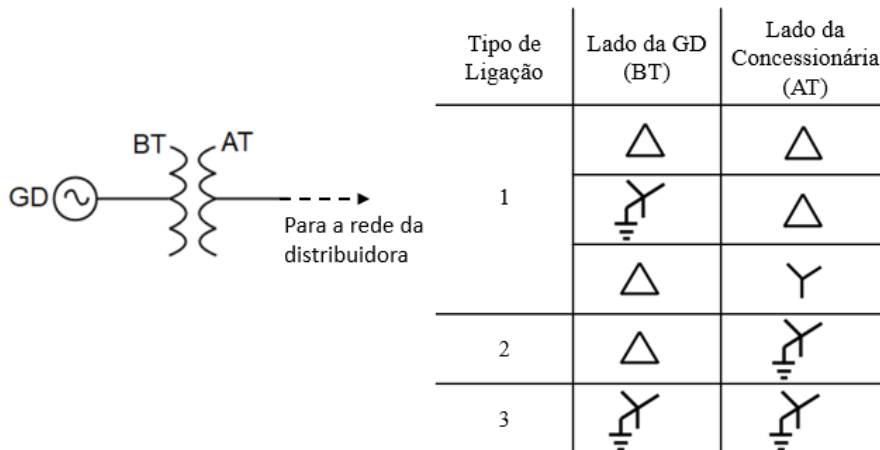 BT
AT
GD
Para a rede da
distribuidora
Tipo de
Ligação
Lado da GD
(BT)
Lado da
Concessionária
(AT)
1
2
3